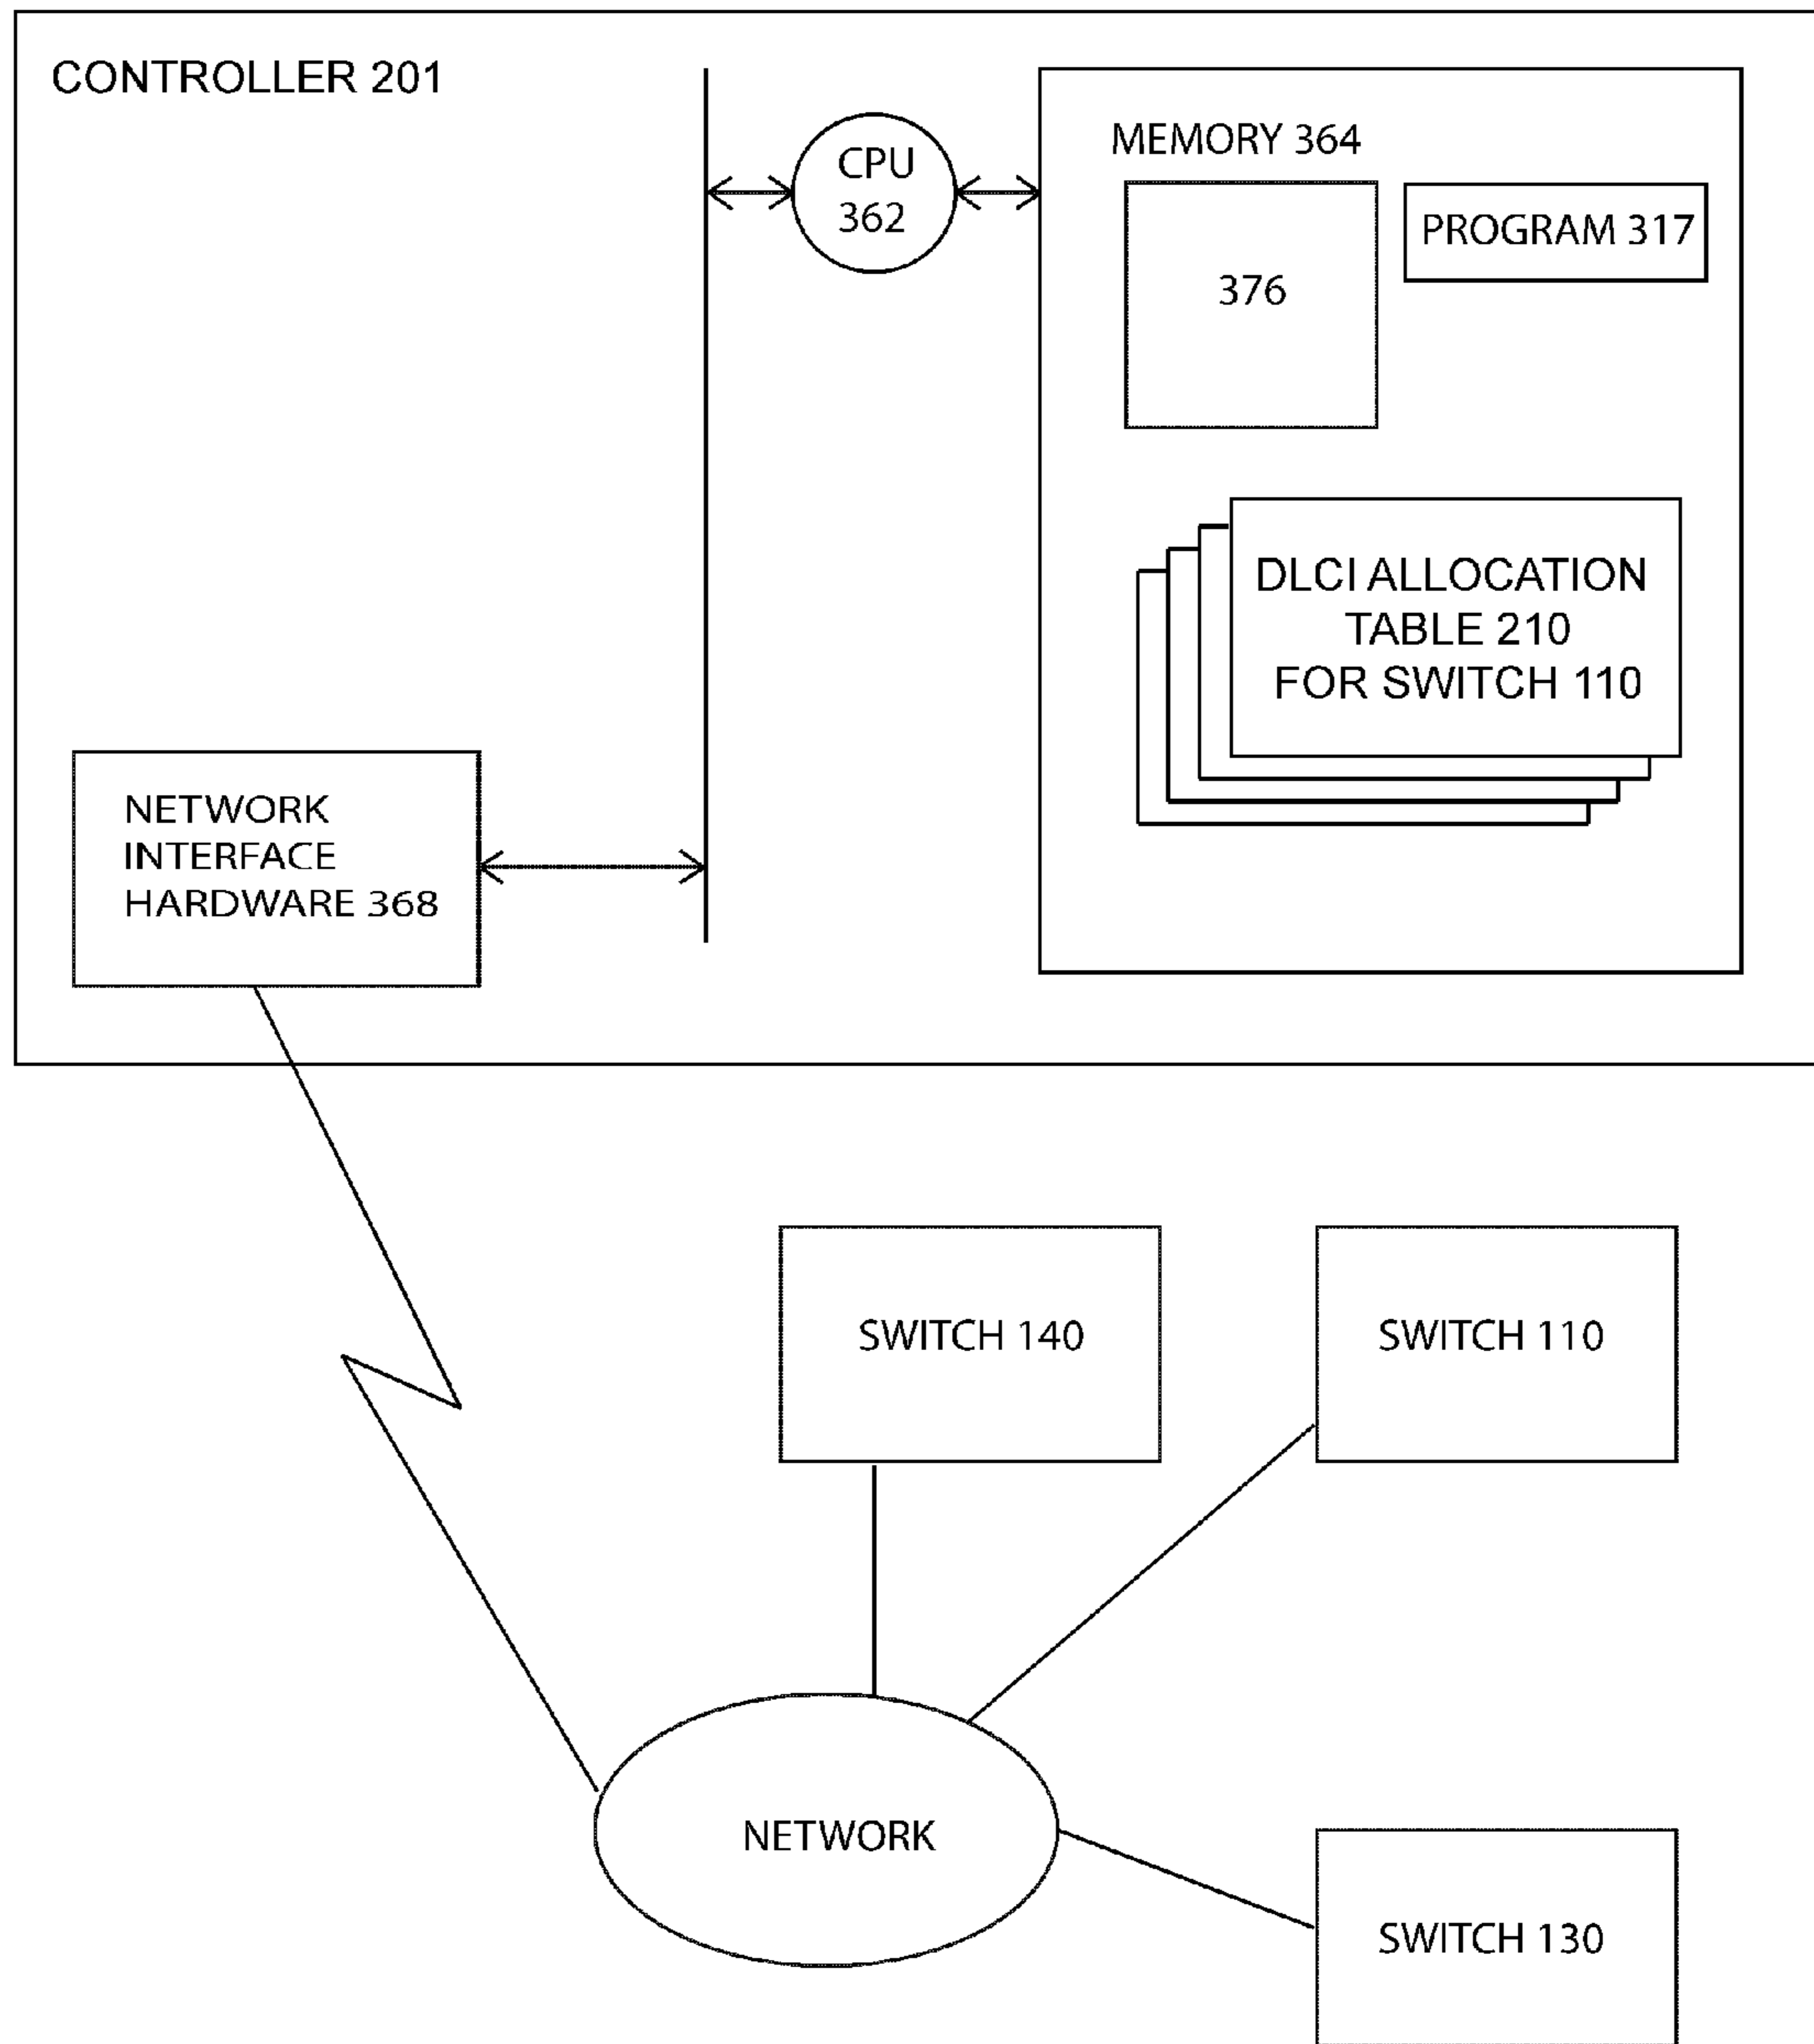 CONTROLLER 201
CPU
362
MEMORY 364
376
PROGRAM 317
DLCI ALLOCATION
TABLE 210
FOR SWITCH 110
NETWORK
INTERFACE
HARDWARE 368
SWITCH 140
SWITCH 110
NETWORK
SWITCH 130